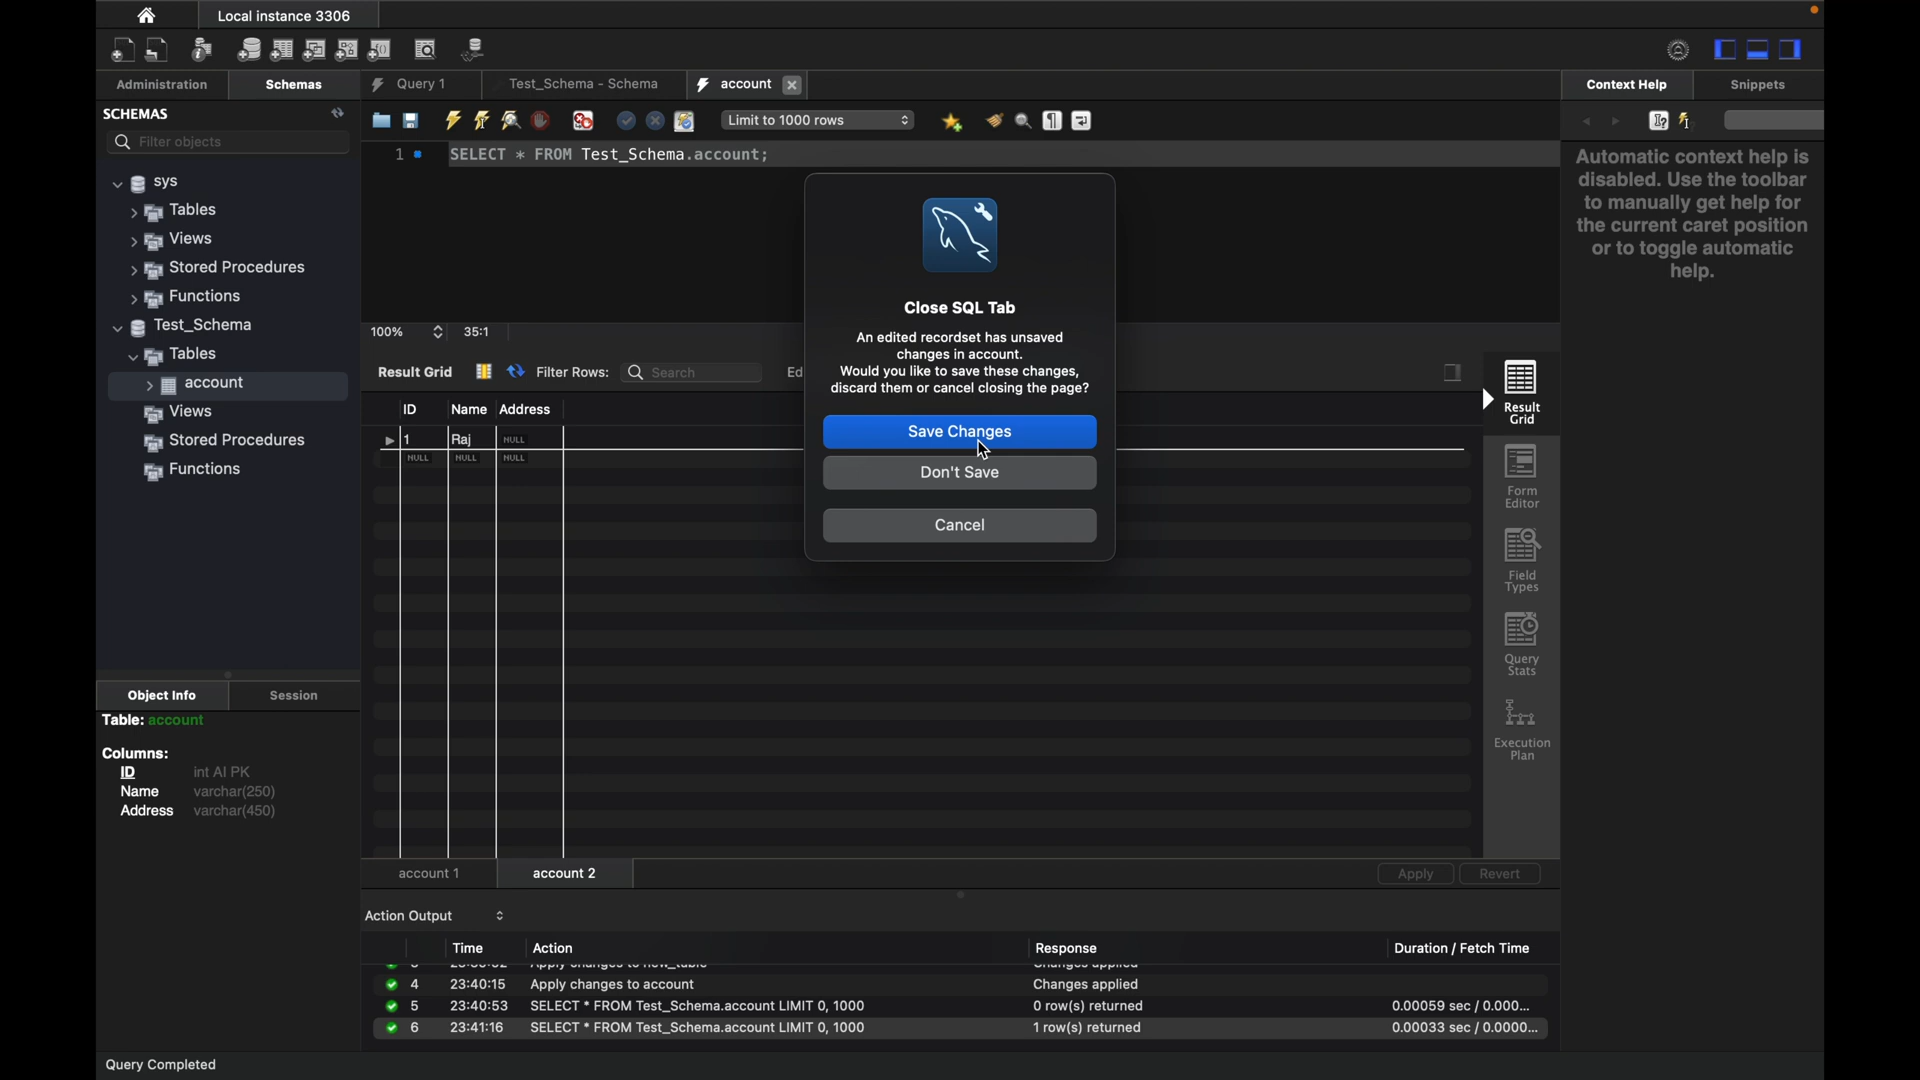 Local instance 3306
Administration
Schemas
Query 1
Test_Schema - Schema
account
Context Help
Snippets
SCHEMAS
Filter objects
Limit to 1000 rows
1
SELECT * FROM Test_Schema.account;
Automatic context help is
disabled. Use the toolbar
to manually get help for
the current caret position
or to toggle automatic
help.
sys
Tables
Views
Stored Procedures
Functions
Test_Schema
Tables
account
Views
Stored Procedures
Functions
Close SQL Tab
An edited recordset has unsaved
changes in account.
Would you like to save these changes,
discard them or cancel closing the page?
Save Changes
Don't Save
Cancel
100%
35:1
Result Grid
Filter Rows:
Search
Ed
ID Name Address
1 Raj NULL
NULL NULL NULL
Result
Grid
Form
Editor
Field
Types
Query
Stats
Execution
Plan
Object Info
Session
Table: account
Columns:
ID int AI PK
Name varchar(250)
Address varchar(450)
account 1
account 2
Apply
Revert
Action Output
Time Action Response Duration / Fetch Time
4 23:40:15 Apply changes to account Changes applied
5 23:40:53 SELECT * FROM Test_Schema.account LIMIT 0, 1000 0 row(s) returned 0.00059 sec / 0.000...
6 23:41:16 SELECT * FROM Test_Schema.account LIMIT 0, 1000 1 row(s) returned 0.00033 sec / 0.0000...
Query Completed